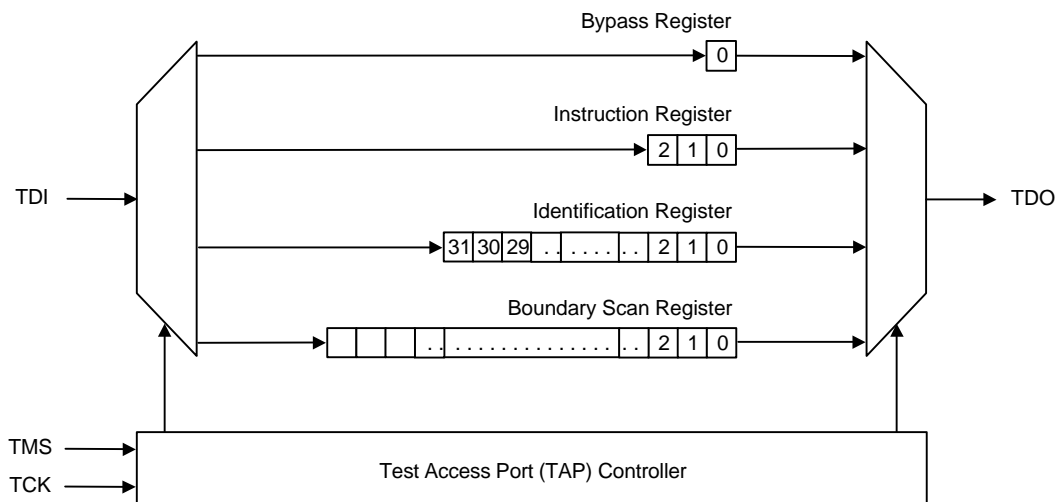 Bypass Register
0
Instruction Register
2 1 0
TDI
TDO
Identification Register
31 30 29 . . . . . . . . 2 1 0
Boundary Scan Register
. . . . . . . . . . . . . . . . . . 2 1 0
TMS
TCK
Test Access Port (TAP) Controller